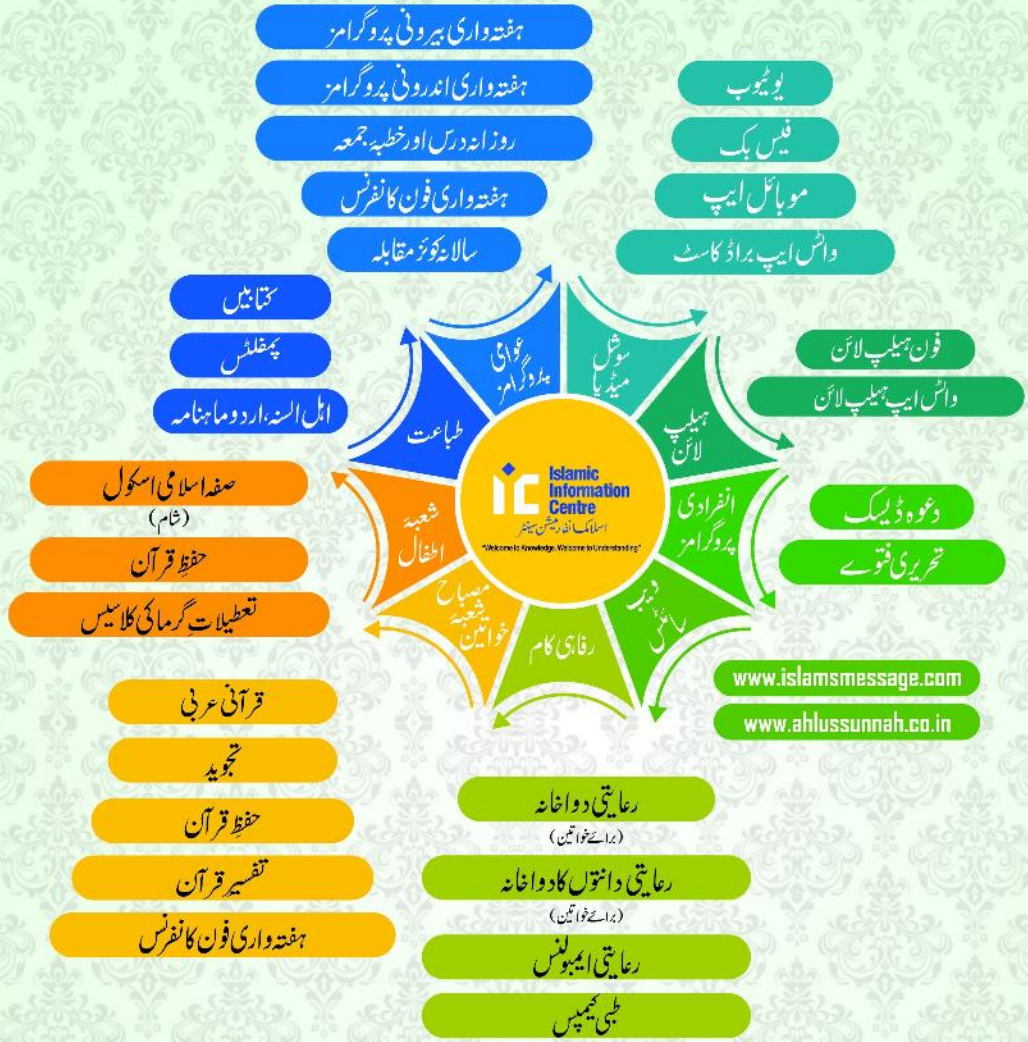 ہفتہ واری بیرونی پروگرامز
ہفتہ واری اندرونی پروگرامز
روزانہ درس اور خطبۂ جمعہ
ہفتہ واری فون کانفرنس
سالانہ کوئز مقابلہ
یوٹیوب
فیس بک
موبائل ایپ
واٹس ایپ براڈ کاسٹ
کتابیں
پمفلٹس
اہل السنہ، اردو ماہنامہ
فون ہیلپ لائن
واٹس ایپ ہیلپ لائن
عوامی
پروگرامز
سوشل
میڈیا
طباعت
ہیلپ
لائن
شعبۂ
اطفال
انفرادی
پروگرامز
مصباح
شعبۂ
خواتین
رفاہی کام
ویب
سائٹس
Islamic
Information
Centre
اسلامک انفارمیشن سینٹر
"Welcome to Knowledge. Welcome to Understanding"
صفہ اسلامی اسکول
(شام)
حفظِ قرآن
تعطیلاتِ گرما کی کلاسیس
دعوہ ڈیسک
تحریری فتوے
www.islamsmessage.com
www.ahlussunnah.co.in
قرآنی عربی
تجوید
حفظِ قرآن
تفسیرِ قرآن
ہفتہ واری فون کانفرنس
رعایتی دواخانہ
(برائے خواتین)
رعایتی دانتوں کا دواخانہ
(برائے خواتین)
رعایتی ایمبولنس
طبی کیمپس